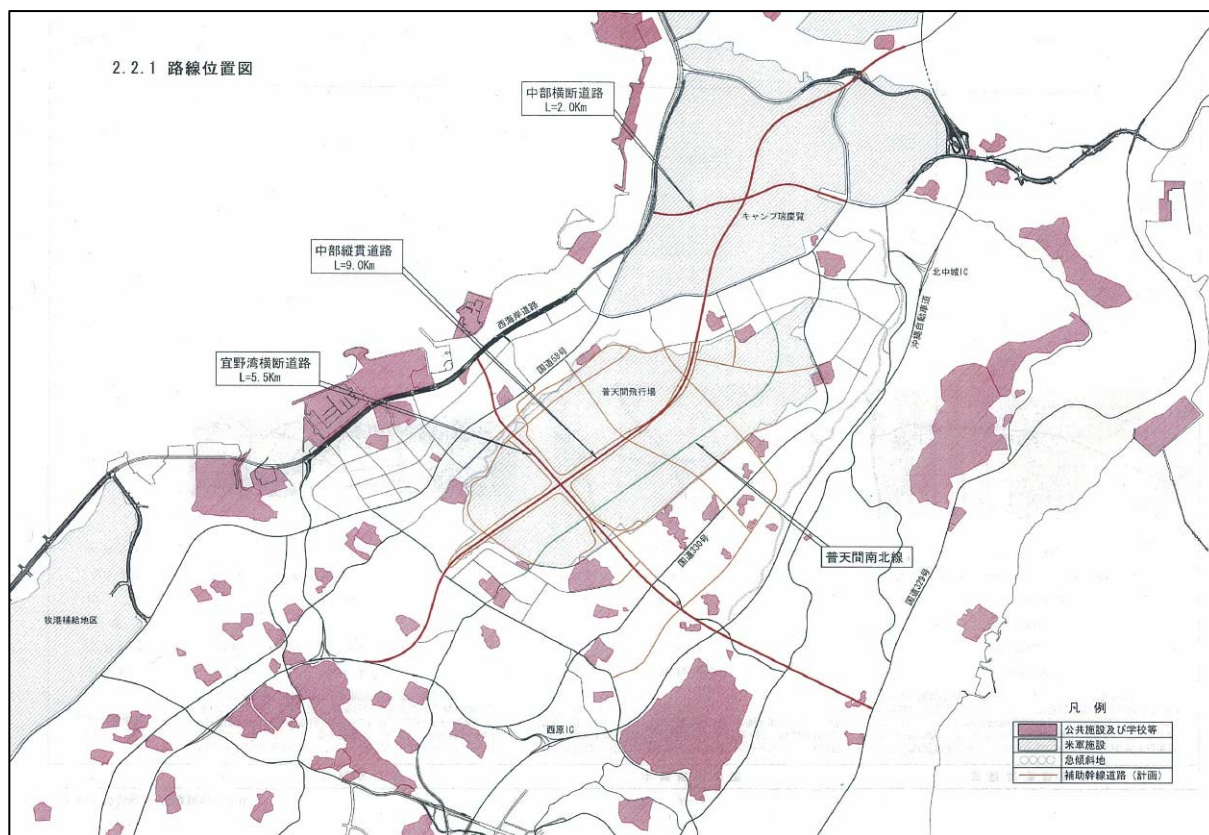 2.2.1 路線位置図
中部横断道路
L=2.0Km
キャンプ瑞慶覧
中部縦貫道路
L=9.0Km
北中城IC
沖縄自動車道
西海岸道路
国道58号
宜野湾横断道路
L=5.5Km
普天間飛行場
国道330号
普天間南北線
国道329号
牧港補給地区
西原IC
凡 例
公共施設及び学校等
米軍施設
急傾斜地
補助幹線道路（計画）